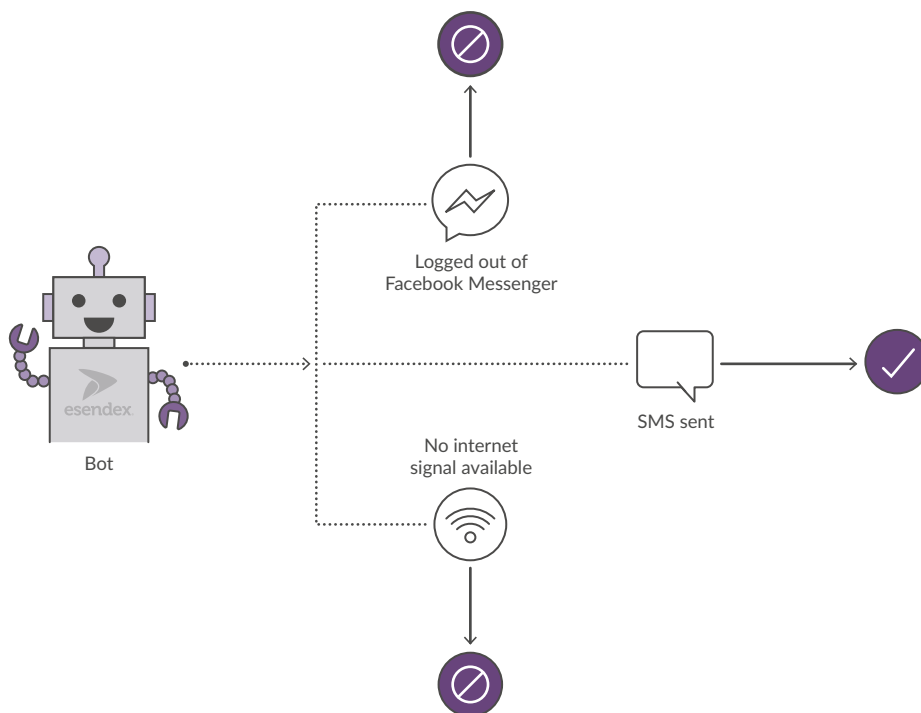 Logged out of
Facebook Messenger
esendex
Bot
SMS sent
No internet
signal available